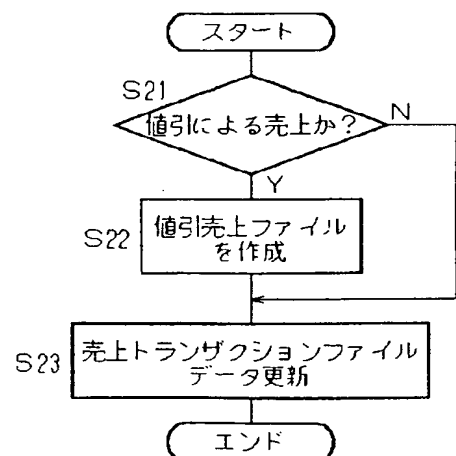 スタート
S21
値引による売上か?
N
Y
S22
値引売上ファイル
を作成
S23
売上トランザクションファイル
データ更新
エンド